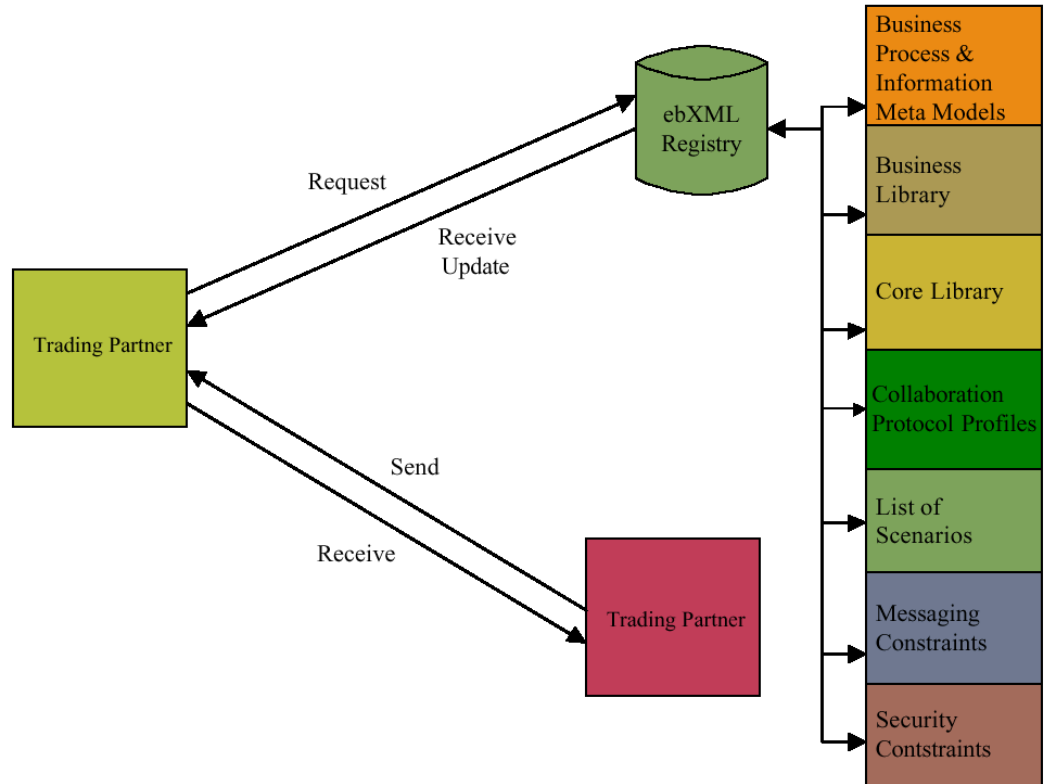 Business
Process &
Information
Meta Models
ebXML
Registry
Request
Business
Library
Receive
Update
Core Library
Trading Partner
Collaboration
Protocol Profiles
Send
List of
Scenarios
Receive
Trading Partner
Messaging
Constraints
Security
Contstraints